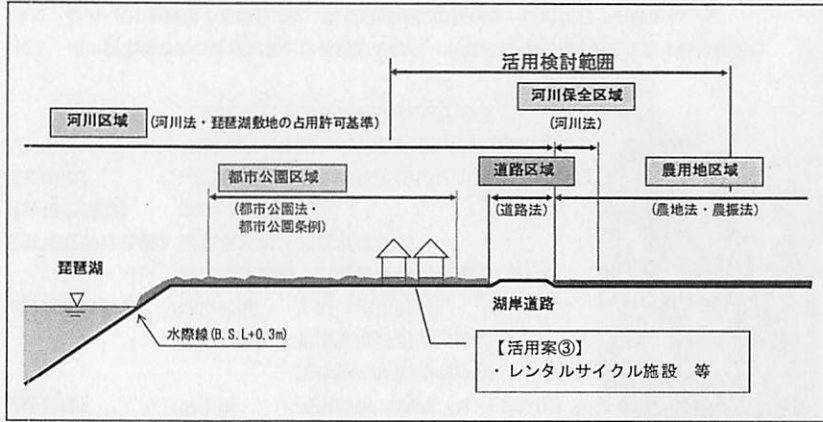 活用検討範囲
河川保全区域
(河川法)
河川区域 (河川法・琵琶湖敷地の占用許可基準)
都市公園区域
(都市公園法・
都市公園条例)
道路区域
(道路法)
農用地区域
(農地法・農振法)
琵琶湖
湖岸道路
水際線(B.S.L+0.3m)
【活用案③】
・レンタルサイクル施設 等